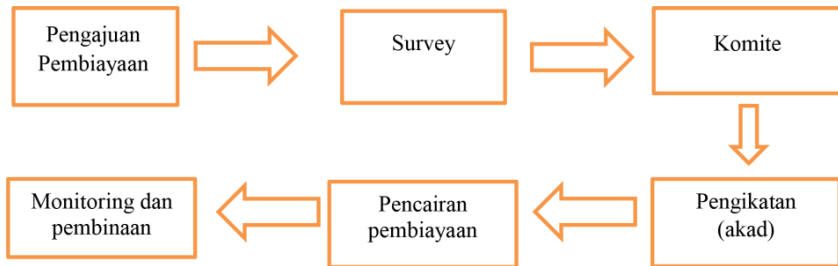 Pengajuan
Pembiayaan
Survey
Komite
Pengikatan
(akad)
Pencairan
pembiayaan
Monitoring dan
pembinaan